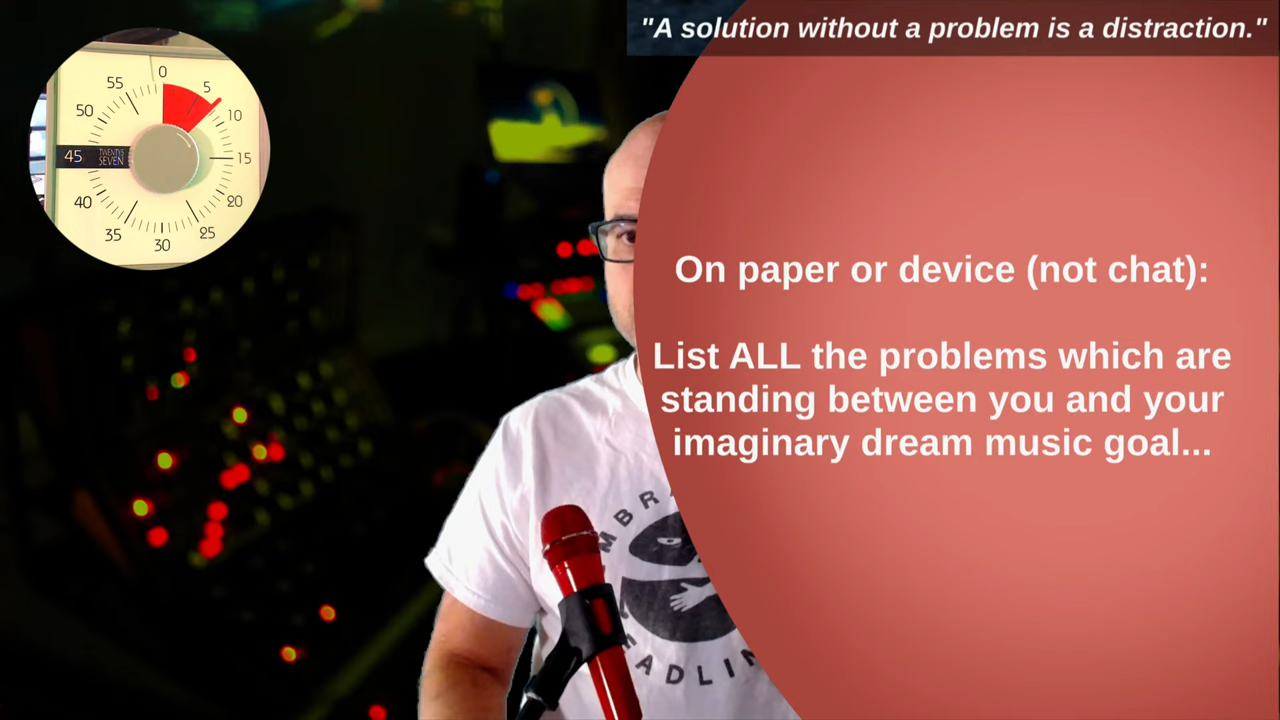 "A solution without a problem is a distraction."
0
55
5
50
10
45
TWENTY5
SEVEN
15
40
20
35
25
30
On paper or device (not chat):
List ALL the problems which are
standing between you and your
imaginary dream music goal...